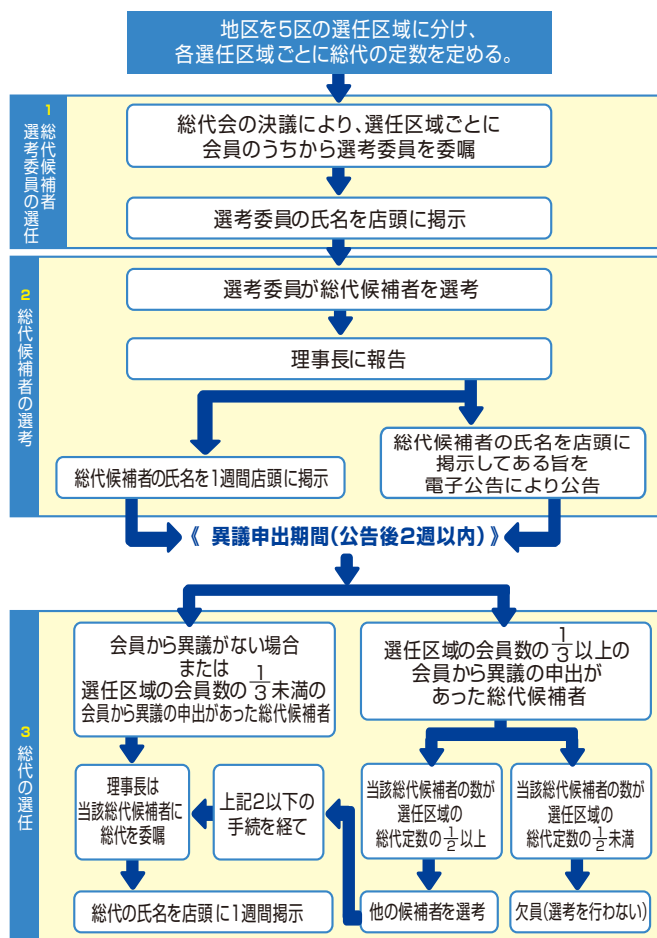 地区を5区の選任区域に分け、
各選任区域ごとに総代の定数を定める。
1
総代候補者
選考委員の選任
総代会の決議により、選任区域ごとに
会員のうちから選考委員を委嘱
選考委員の氏名を店頭に掲示
2
総代候補者の選考
選考委員が総代候補者を選考
理事長に報告
総代候補者の氏名を1週間店頭に掲示
総代候補者の氏名を店頭に
掲示してある旨を
電子公告により公告
《 異議申出期間(公告後2週以内) 》
3
総代の選任
会員から異議がない場合
または
選任区域の会員数の1/3未満の
会員から異議の申出があった総代候補者
選任区域の会員数の1/3以上の
会員から異議の申出が
あった総代候補者
理事長は
当該総代候補者に
総代を委嘱
上記2以下の
手続を経て
当該総代候補者の数が
選任区域の
総代定数の1/2以上
当該総代候補者の数が
選任区域の
総代定数の1/2未満
総代の氏名を店頭に1週間掲示
他の候補者を選考
欠員(選考を行わない)